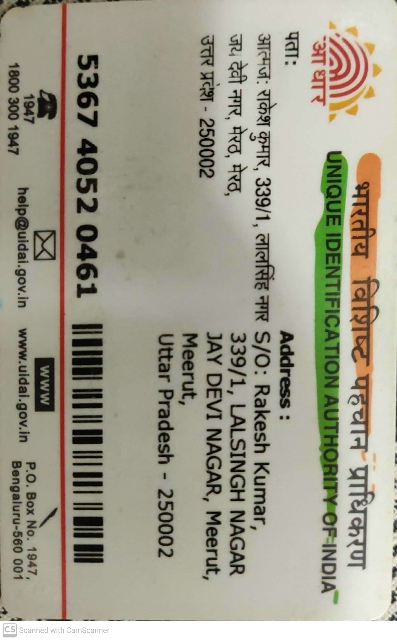 भारतीय विशिष्ट पहचान प्राधिकरण
UNIQUE IDENTIFICATION AUTHORITY OF INDIA
आधार
पता:
आत्मज: राकेश कुमार, 339/1, लालसिंह नगर
जय देवी नगर, मेरठ, मेरठ,
उत्तर प्रदेश - 250002
Address :
S/O: Rakesh Kumar,
339/1, LALSINGH NAGAR
JAY DEVI NAGAR, Meerut,
Meerut,
Uttar Pradesh - 250002
5367 4052 0461
1947
1800 300 1947
help@uidai.gov.in
www
www.uidai.gov.in
P.O. Box No. 1947,
Bengaluru-560 001
CS Scanned with CamScanner